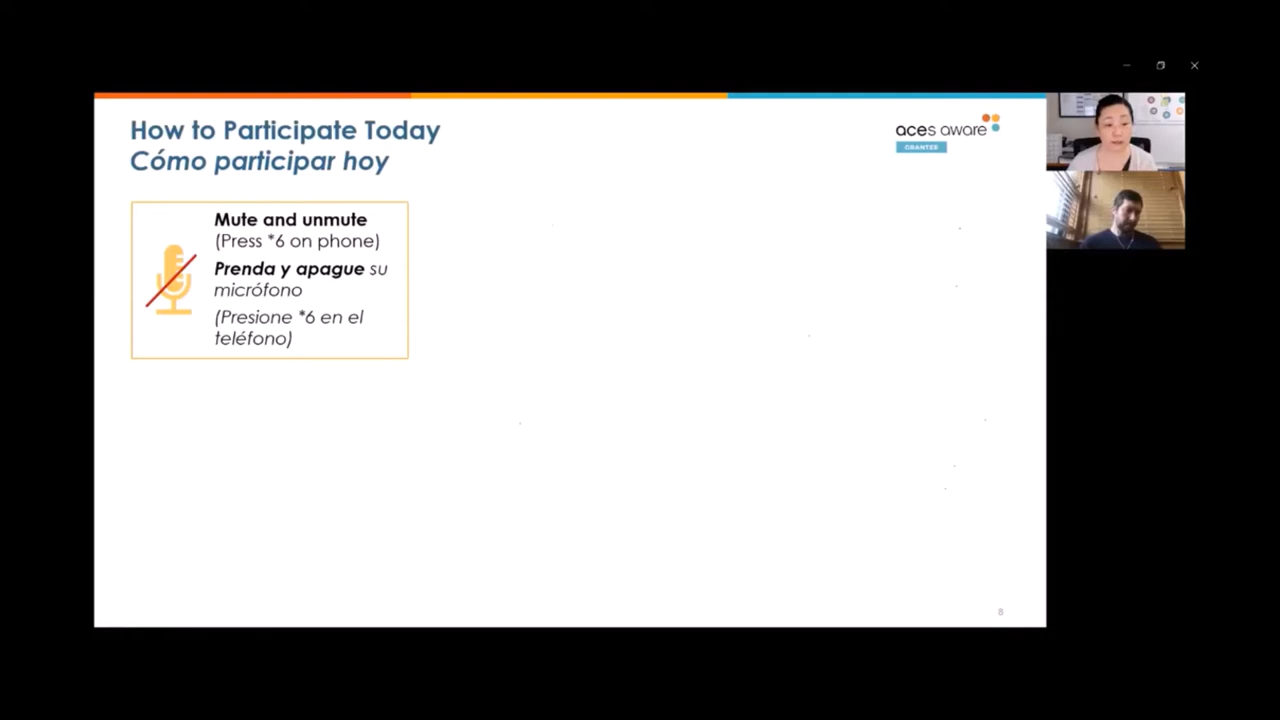 How to Participate Today
Cómo participar hoy
aces aware
GRANTEE
Mute and unmute
(Press *6 on phone)
Prenda y apague su
micrófono
(Presione *6 en el
teléfono)
8